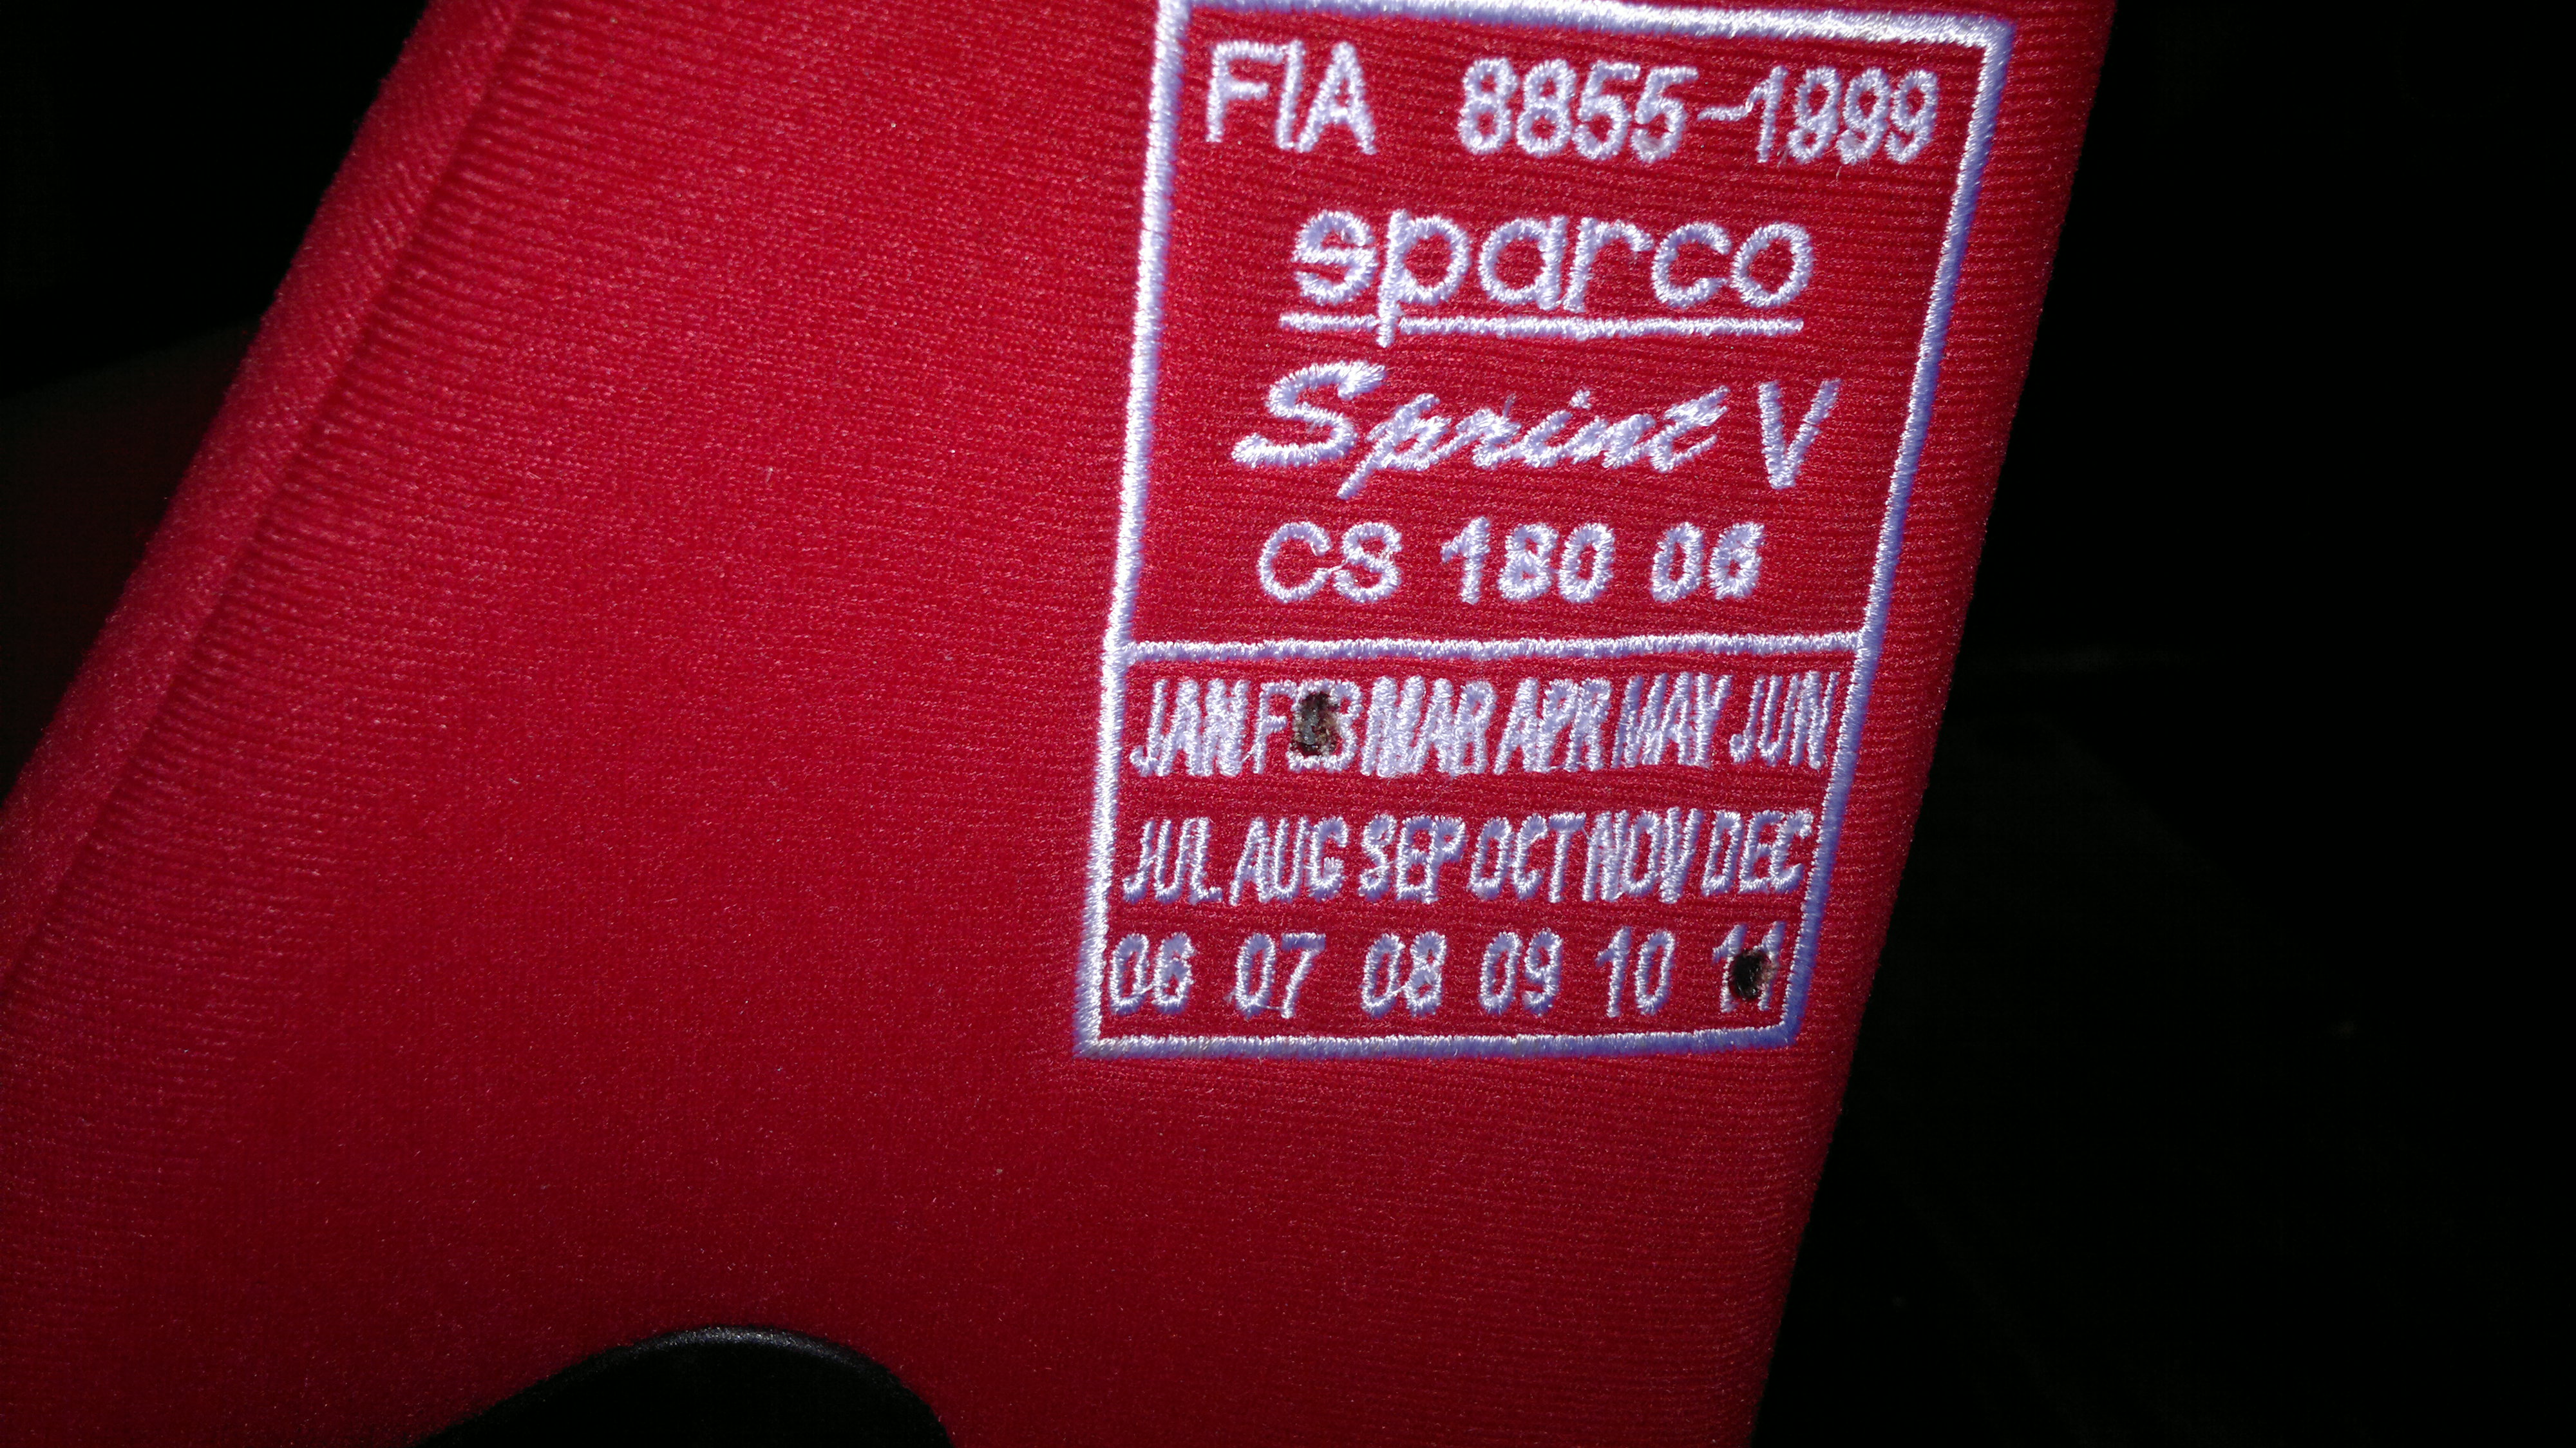 FIA 8855-1999
sparco
Sprint V
CS 180 06
JAN FEB MAR APR MAY JUN
JUL AUG SEP OCT NOV DEC
06 07 08 09 10 11